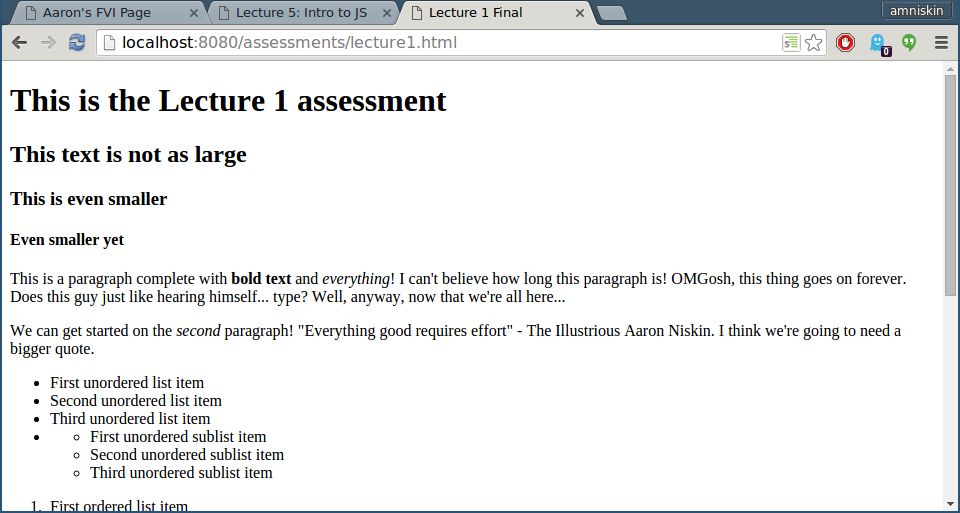 Aaron's FVI Page
Lecture 5: Intro to JS
Lecture 1 Final
amniskin
localhost:8080/assessments/lecture1.html
0
This is the Lecture 1 assessment
This text is not as large
This is even smaller
Even smaller yet
This is a paragraph complete with bold text and everything! I can't believe how long this paragraph is! OMGosh, this thing goes on forever.
Does this guy just like hearing himself... type? Well, anyway, now that we're all here...
We can get started on the second paragraph! "Everything good requires effort" - The Illustrious Aaron Niskin. I think we're going to need a
bigger quote.
First unordered list item
Second unordered list item
Third unordered list item
First unordered sublist item
Second unordered sublist item
Third unordered sublist item
1. First ordered list item